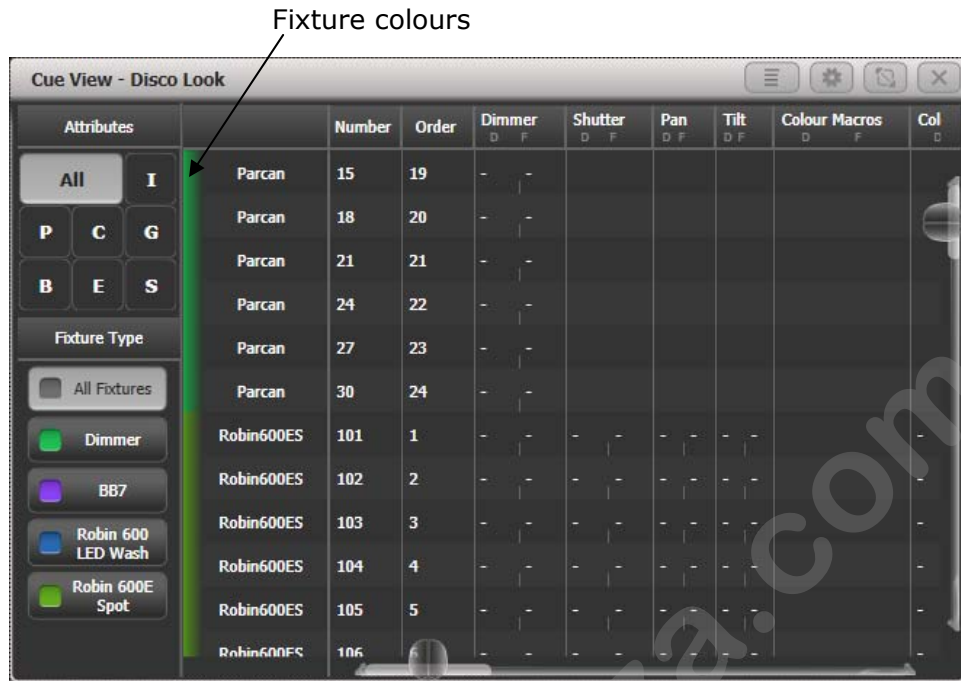 Fixture colours
Cue View - Disco Look
Attributes Number Order Dimmer Shutter Pan Tilt Colour Macros Col
D F D F D F D F D F D
All I
P C G
B E S
Fixture Type
All Fixtures
Dimmer
BB7
Robin 600
LED Wash
Robin 600E
Spot
Parcan 15 19 - -
Parcan 18 20 - -
Parcan 21 21 - -
Parcan 24 22 - -
Parcan 27 23 - -
Parcan 30 24 - -
Robin600ES 101 1 - - - - - - - - -
Robin600ES 102 2 - - - - - - - - -
Robin600ES 103 3 - - - - - - - - -
Robin600ES 104 4 - - - - - - - - -
Robin600ES 105 5 - - - - - - - - -
Robin600ES 106 6 - - - - - - - - -
a.com